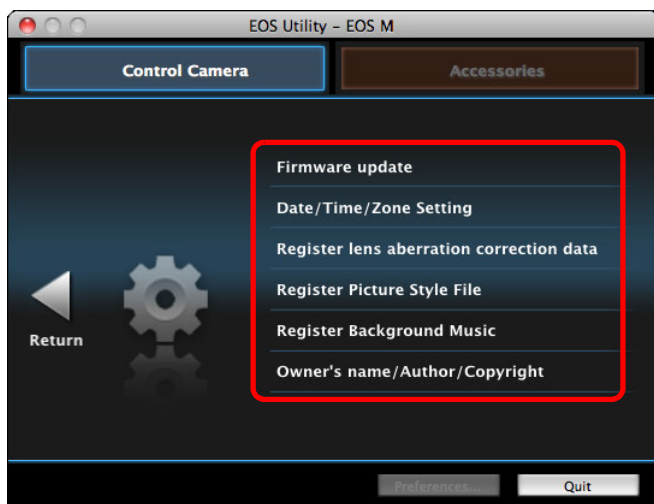 EOS Utility – EOS M
Control Camera
Accessories
Firmware update
Date/Time/Zone Setting
Register lens aberration correction data
Register Picture Style File
Register Background Music
Owner's name/Author/Copyright
Return
Preferences...
Quit